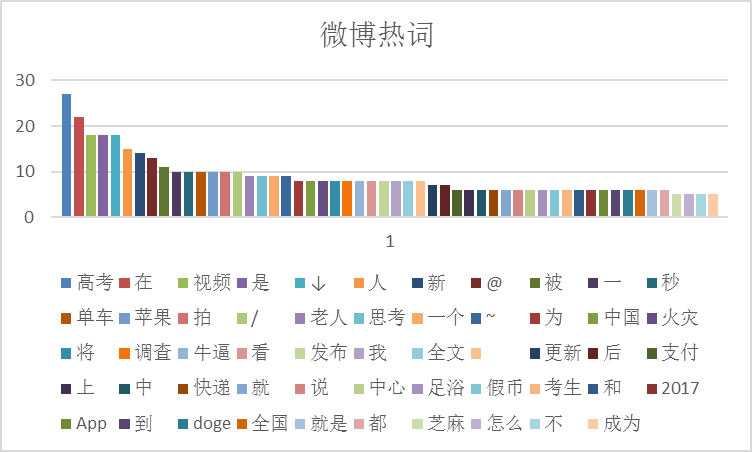 微博热词
30
20
10
0
1
高考 在 视频 是 ↓ 人 新 @ 被 一 秒
单车 苹果 拍 / 老人 思考 一个 ~ 为 中国 火灾
将 调查 牛逼 看 发布 我 全文 更新 后 支付
上 中 快递 就 说 中心 足浴 假币 考生 和 2017
App 到 doge 全国 就是 都 芝麻 怎么 不 成为